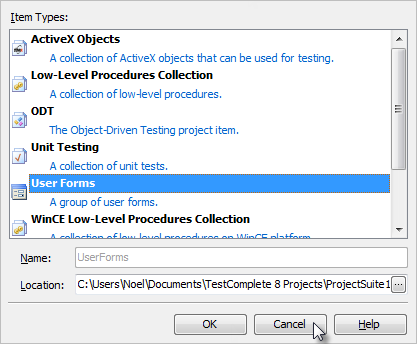 Item Types:
ActiveX Objects
A collection of ActiveX objects that can be used for testing.
Low-Level Procedures Collection
A collection of low-level procedures.
ODT
The Object-Driven Testing project item.
Unit Testing
A collection of unit tests.
User Forms
A group of user forms.
WinCE Low-Level Procedures Collection
A collection of low-level procedures on WinCE platform
Name: UserForms
Location: C:\Users\Noel\Documents\TestComplete 8 Projects\ProjectSuite1 ...
OK Cancel Help